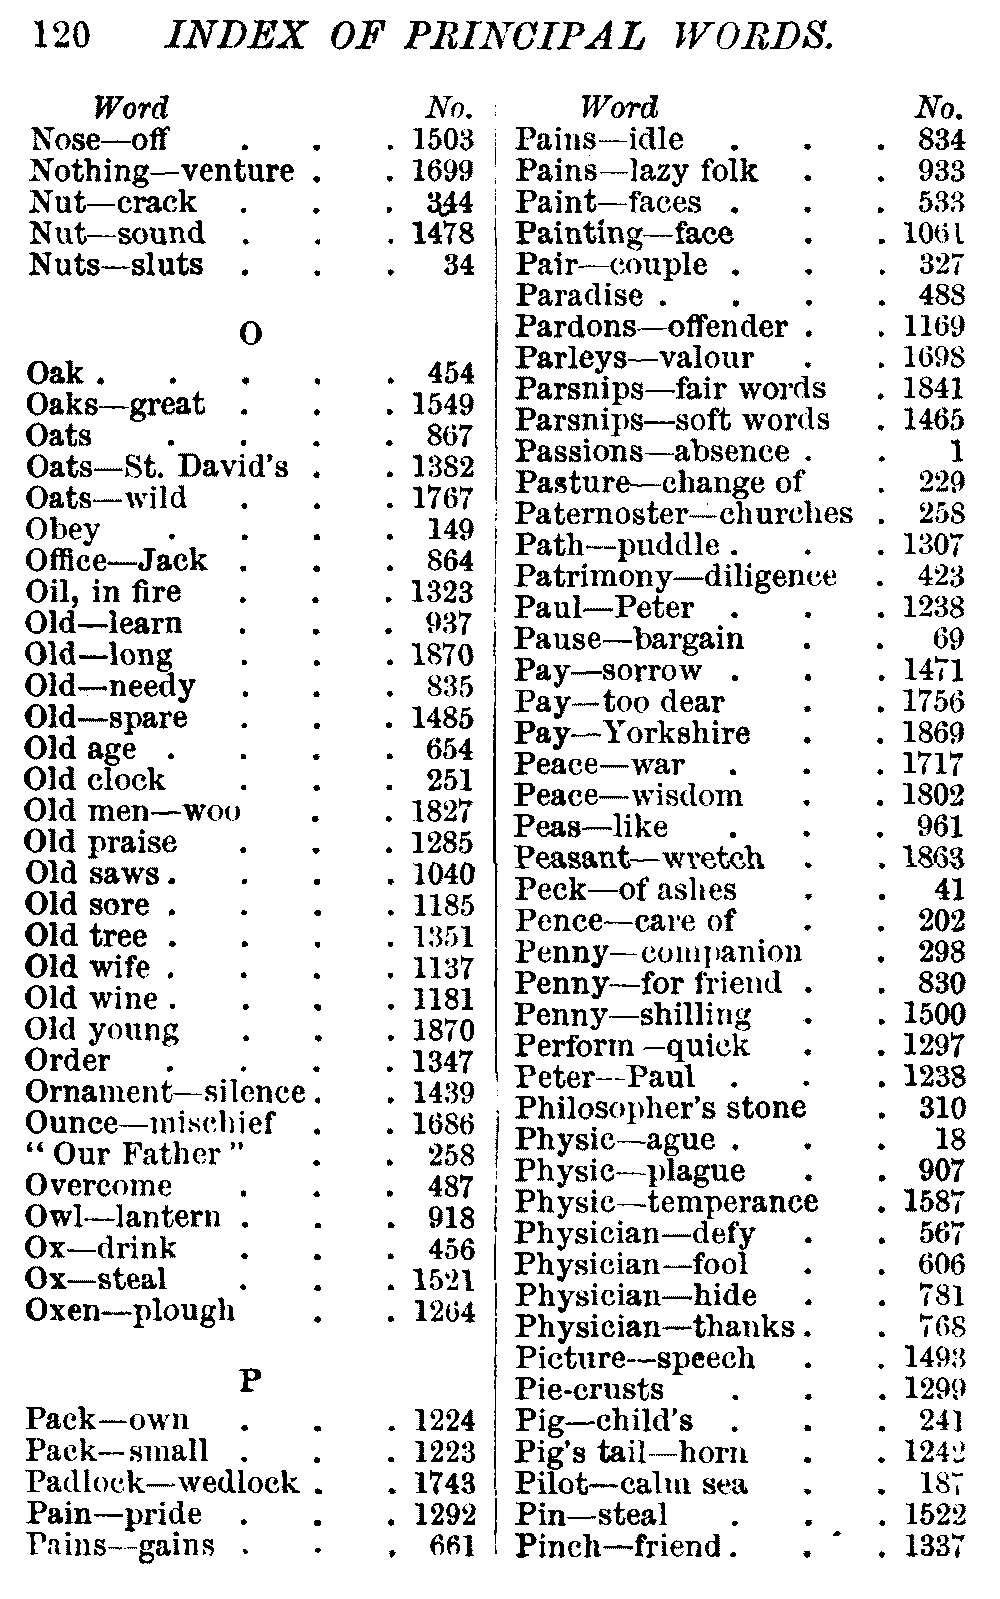 120 INDEX OF PRINCIPAL WORDS.
Word No.
Nose—off . . . 1503
Nothing—venture . . 1699
Nut—crack . . . 344
Nut—sound . . . 1478
Nuts—sluts . . . 34
O
Oak . . . . . 454
Oaks—great . . . 1549
Oats . . . . 867
Oats—St. David's . . 1382
Oats—wild . . . 1767
Obey . . . . 149
Office—Jack . . . 864
Oil, in fire . . . 1323
Old—learn . . . 937
Old—long . . . 1870
Old—needy . . . 835
Old—spare . . . 1485
Old age . . . . 654
Old clock . . . 251
Old men—woo . . 1827
Old praise . . . 1285
Old saws . . . . 1040
Old sore . . . . 1185
Old tree . . . . 1351
Old wife . . . . 1137
Old wine . . . . 1181
Old young . . . 1870
Order . . . . 1347
Ornament—silence . . 1439
Ounce—mischief . . 1686
“ Our Father ” . . 258
Overcome . . . 487
Owl—lantern . . . 918
Ox—drink . . . 456
Ox—steal . . . 1521
Oxen—plough . . 1264
P
Pack—own . . . 1224
Pack—small . . . 1223
Padlock—wedlock . . 1743
Pain—pride . . . 1292
Pains—gains . . . 661
Word No.
Pains—idle . . . 834
Pains—lazy folk . . 933
Paint—faces . . . 533
Painting—face . . 1061
Pair—couple . . . 327
Paradise . . . . 488
Pardons—offender . . 1169
Parleys—valour . . 1698
Parsnips—fair words . 1841
Parsnips—soft words . 1465
Passions—absence . . 1
Pasture—change of . 229
Paternoster—churches . 258
Path—puddle . . . 1307
Patrimony—diligence . 423
Paul—Peter . . . 1238
Pause—bargain . . 69
Pay—sorrow . . . 1471
Pay—too dear . . 1756
Pay—Yorkshire . . 1869
Peace—war . . . 1717
Peace—wisdom . . 1802
Peas—like . . . 961
Peasant—wretch . . 1863
Peck—of ashes . . 41
Pence—care of . . 202
Penny—companion . 298
Penny—for friend . . 830
Penny—shilling . . 1500
Perform—quick . . 1297
Peter—Paul . . . 1238
Philosopher's stone . 310
Physic—ague . . . 18
Physic—plague . . 907
Physic—temperance . 1587
Physician—defy . . 567
Physician—fool . . 606
Physician—hide . . 781
Physician—thanks . . 768
Picture—speech . . 1493
Pie-crusts . . . 1299
Pig—child's . . . 241
Pig's tail—horn . . 1242
Pilot—calm sea . . 187
Pin—steal . . . 1522
Pinch—friend . . . 1337